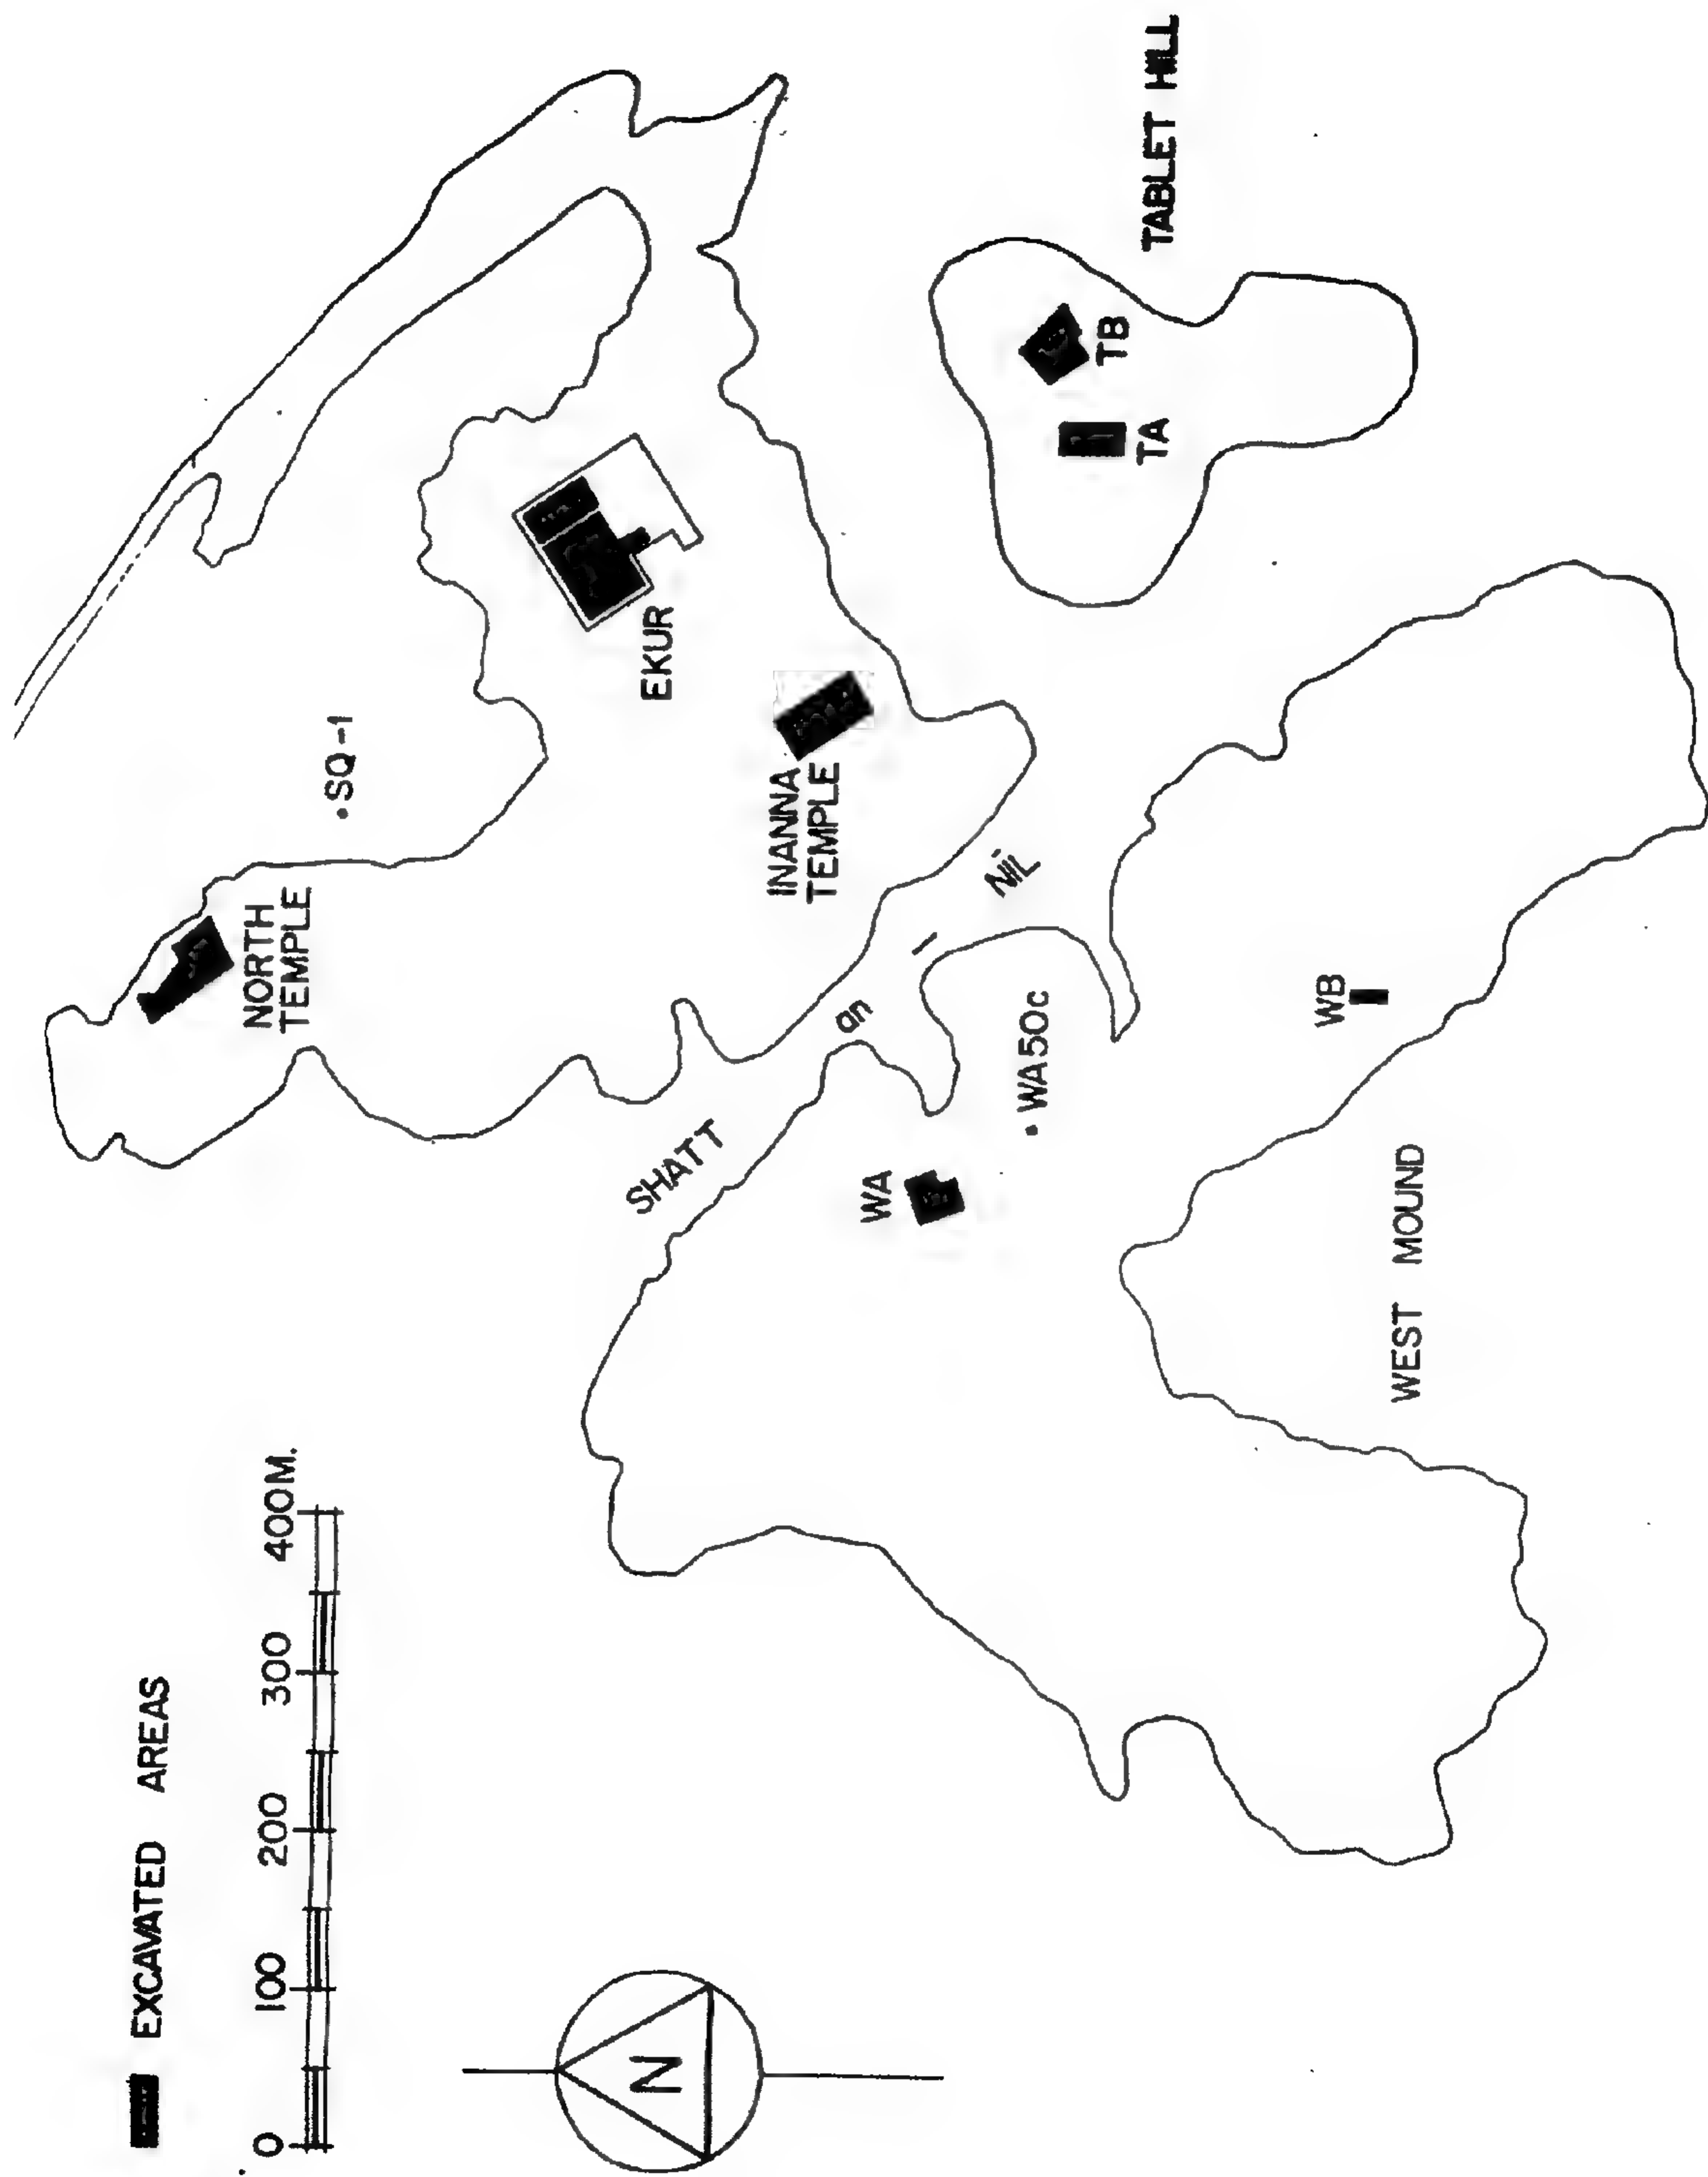 EXCAVATED AREAS
0 100 200 300 400M.
NORTH
TEMPLE
SQ-1
N
EKUR
SHATT
an
NIL
INANNA
TEMPLE
WA
WA50c
TB
TA
TABLET HILL
WB
WEST MOUND